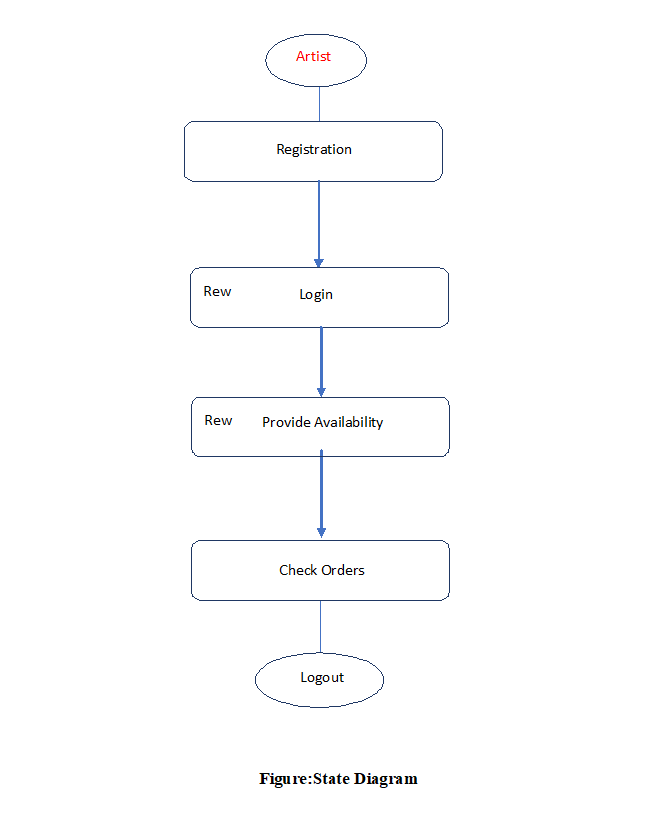 Artist
Registration
Rew Login
Rew Provide Availability
Check Orders
Logout
Figure:State Diagram